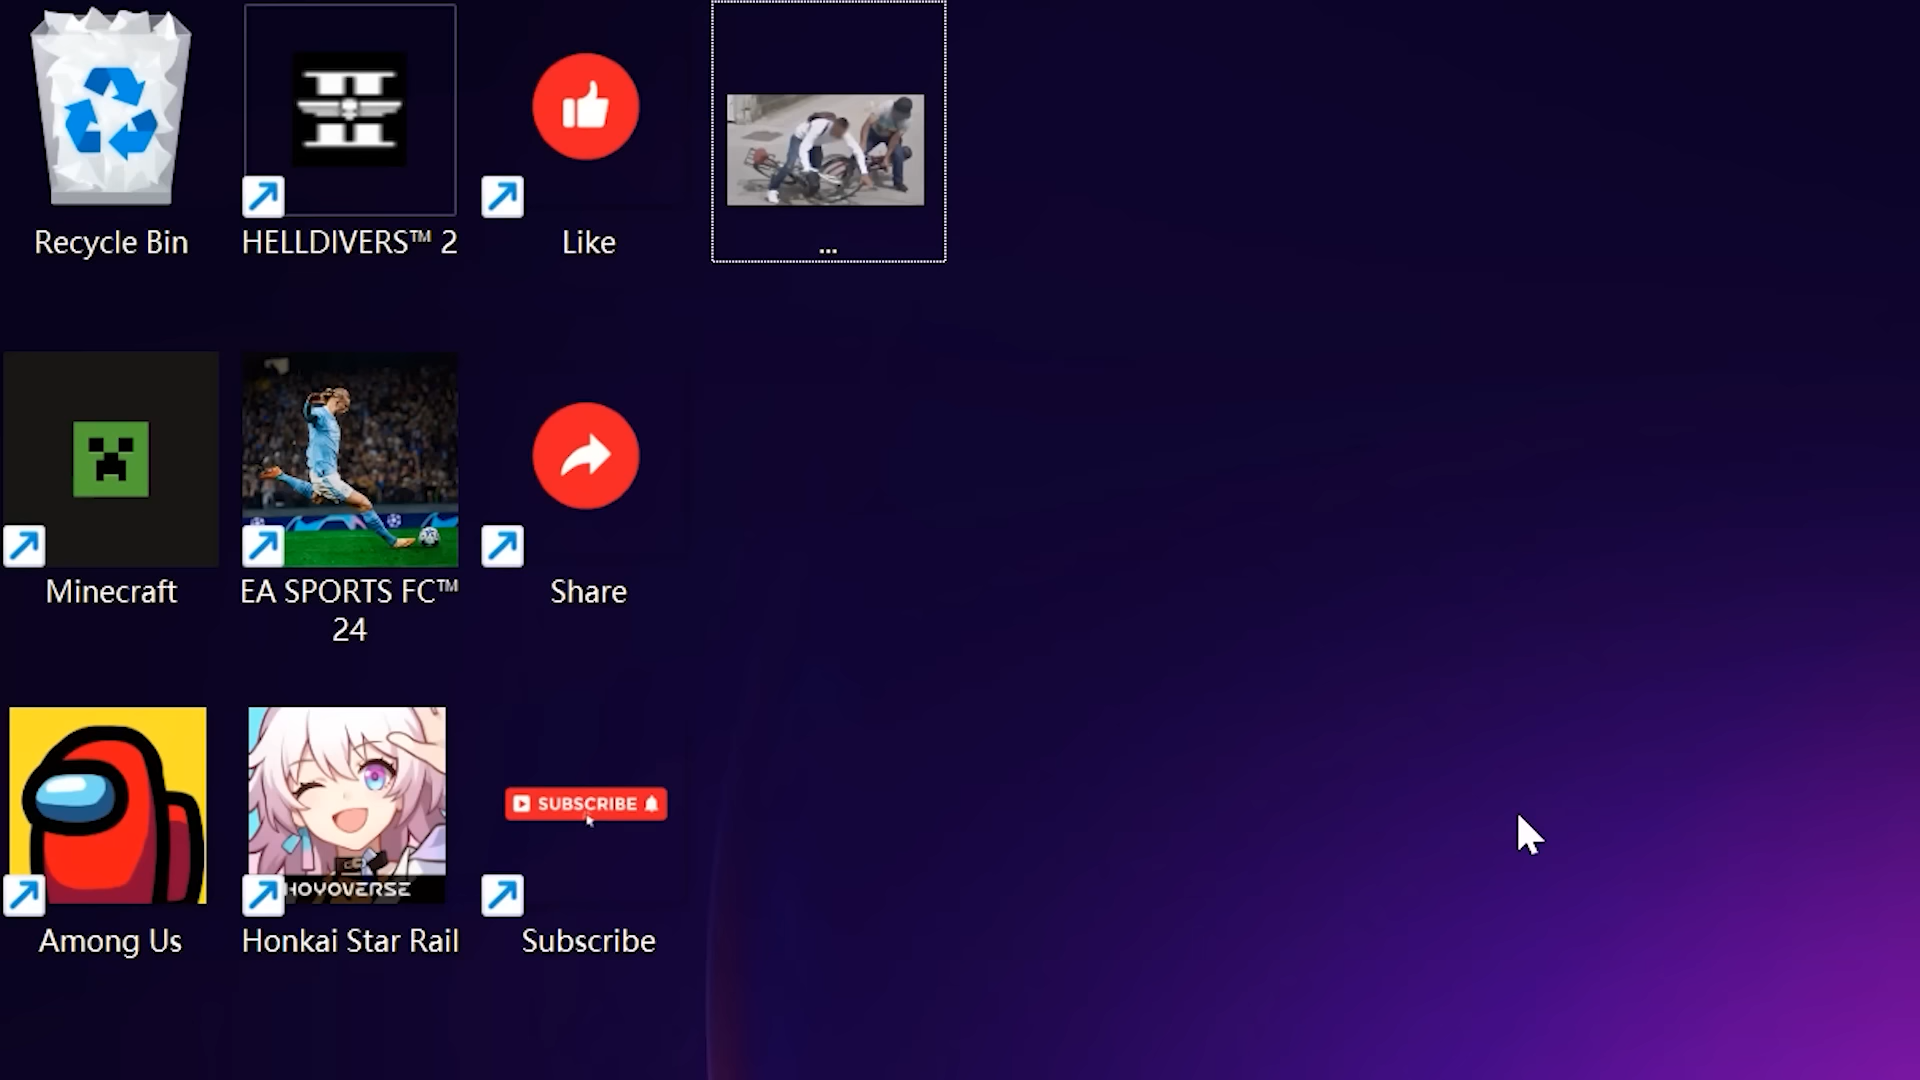 Recycle Bin
HELLDIVERS™ 2
Like
...
Minecraft
EA SPORTS FC™
24
Share
SUBSCRIBE
HOYOVERSE
Among Us
Honkai Star Rail
Subscribe